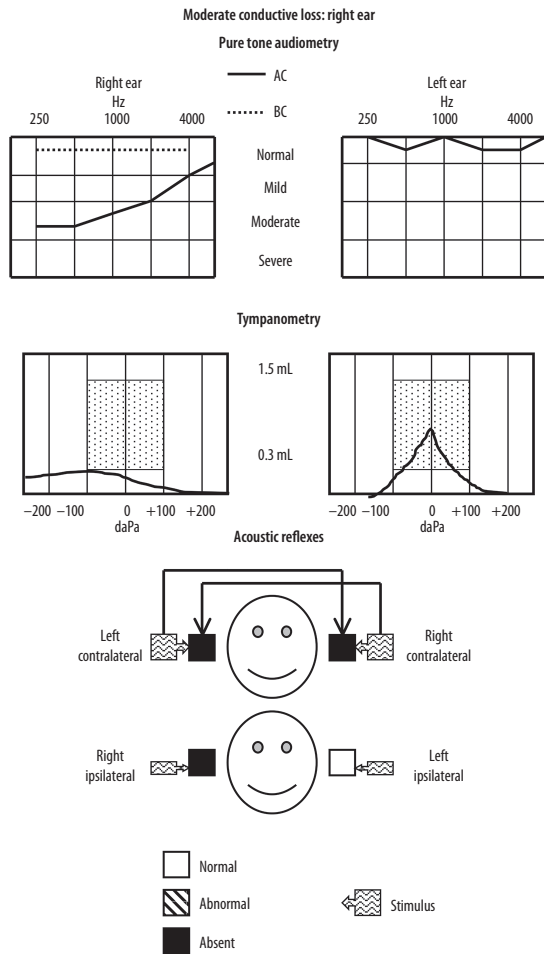 Moderate conductive loss: right ear
Pure tone audiometry
Right ear
Hz
250 1000 4000
AC
BC
Left ear
Hz
250 1000 4000
Normal
Mild
Moderate
Severe
Tympanometry
1.5 mL
0.3 mL
−200 −100 0 +100 +200
daPa
−200 −100 0 +100 +200
daPa
Acoustic reflexes
Left
contralateral
Right
contralateral
Right
ipsilateral
Left
ipsilateral
Normal
Abnormal
Absent
Stimulus